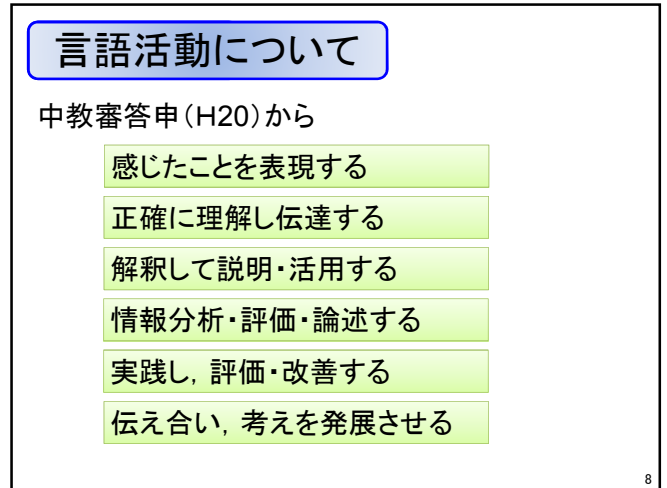 言語活動について
中教審答申（H20）から
感じたことを表現する
正確に理解し伝達する
解釈して説明・活用する
情報分析・評価・論述する
実践し，評価・改善する
伝え合い，考えを発展させる
8